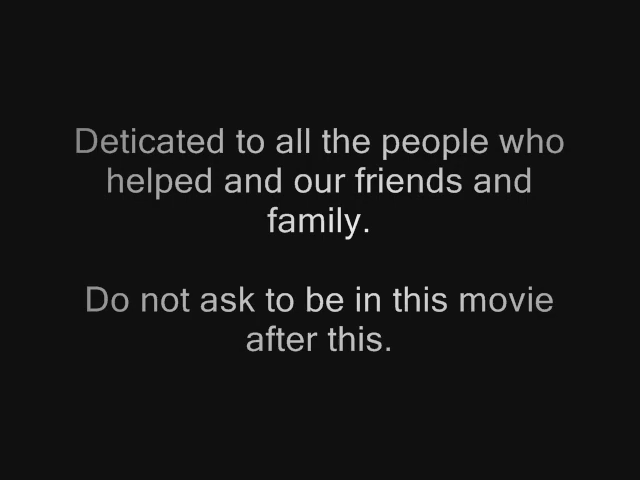 Deticated to all the people who
helped and our friends and
family.
Do not ask to be in this movie
after this.